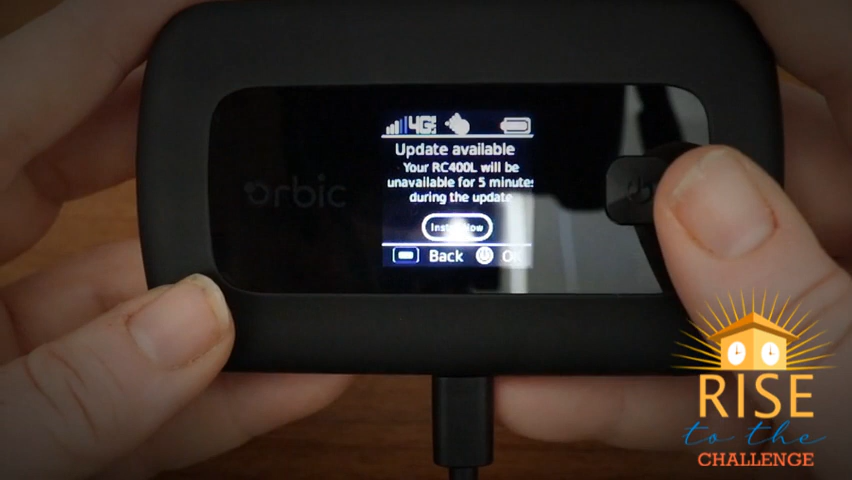 4G
Update available
Your RC400L will be
unavailable for 5 minutes
during the update
Install Now
Back OK
orbic
RISE
to the
CHALLENGE